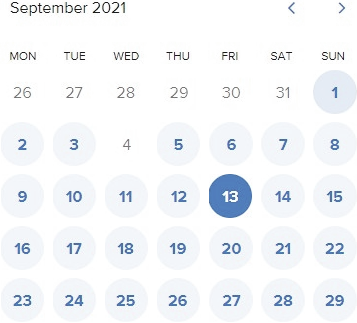 September 2021
MON TUE WED THU FRI SAT SUN
26 27 28 29 30 31 1
2 3 4 5 6 7 8
9 10 11 12 13 14 15
16 17 18 19 20 21 22
23 24 25 26 27 28 29